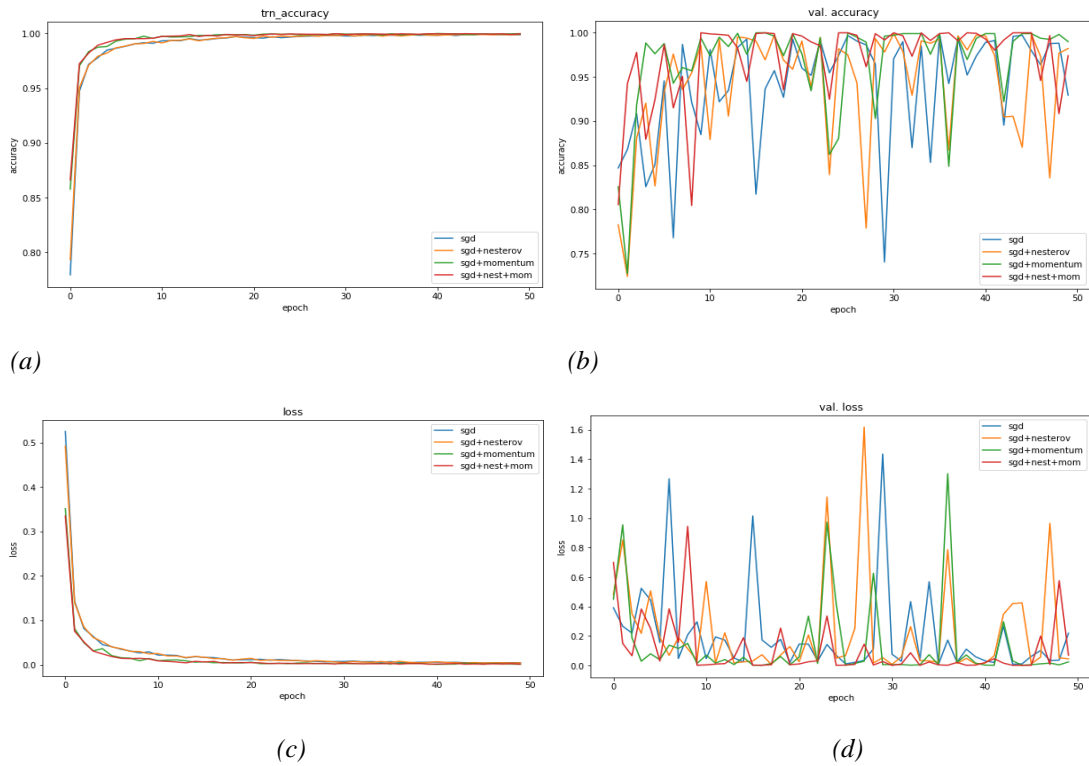 trn_accuracy
1.00
0.95
0.90
0.85
0.80
accuracy
sgd
sgd+nesterov
sgd+momentum
sgd+nest+mom
0 10 20 30 40 50
epoch
(a)
val. accuracy
1.00
0.95
0.90
0.85
0.80
0.75
accuracy
sgd
sgd+nesterov
sgd+momentum
sgd+nest+mom
0 10 20 30 40 50
epoch
(b)
loss
0.5
0.4
0.3
0.2
0.1
0.0
loss
sgd
sgd+nesterov
sgd+momentum
sgd+nest+mom
0 10 20 30 40 50
epoch
(c)
val. loss
1.6
1.4
1.2
1.0
0.8
0.6
0.4
0.2
0.0
loss
sgd
sgd+nesterov
sgd+momentum
sgd+nest+mom
0 10 20 30 40 50
epoch
(d)